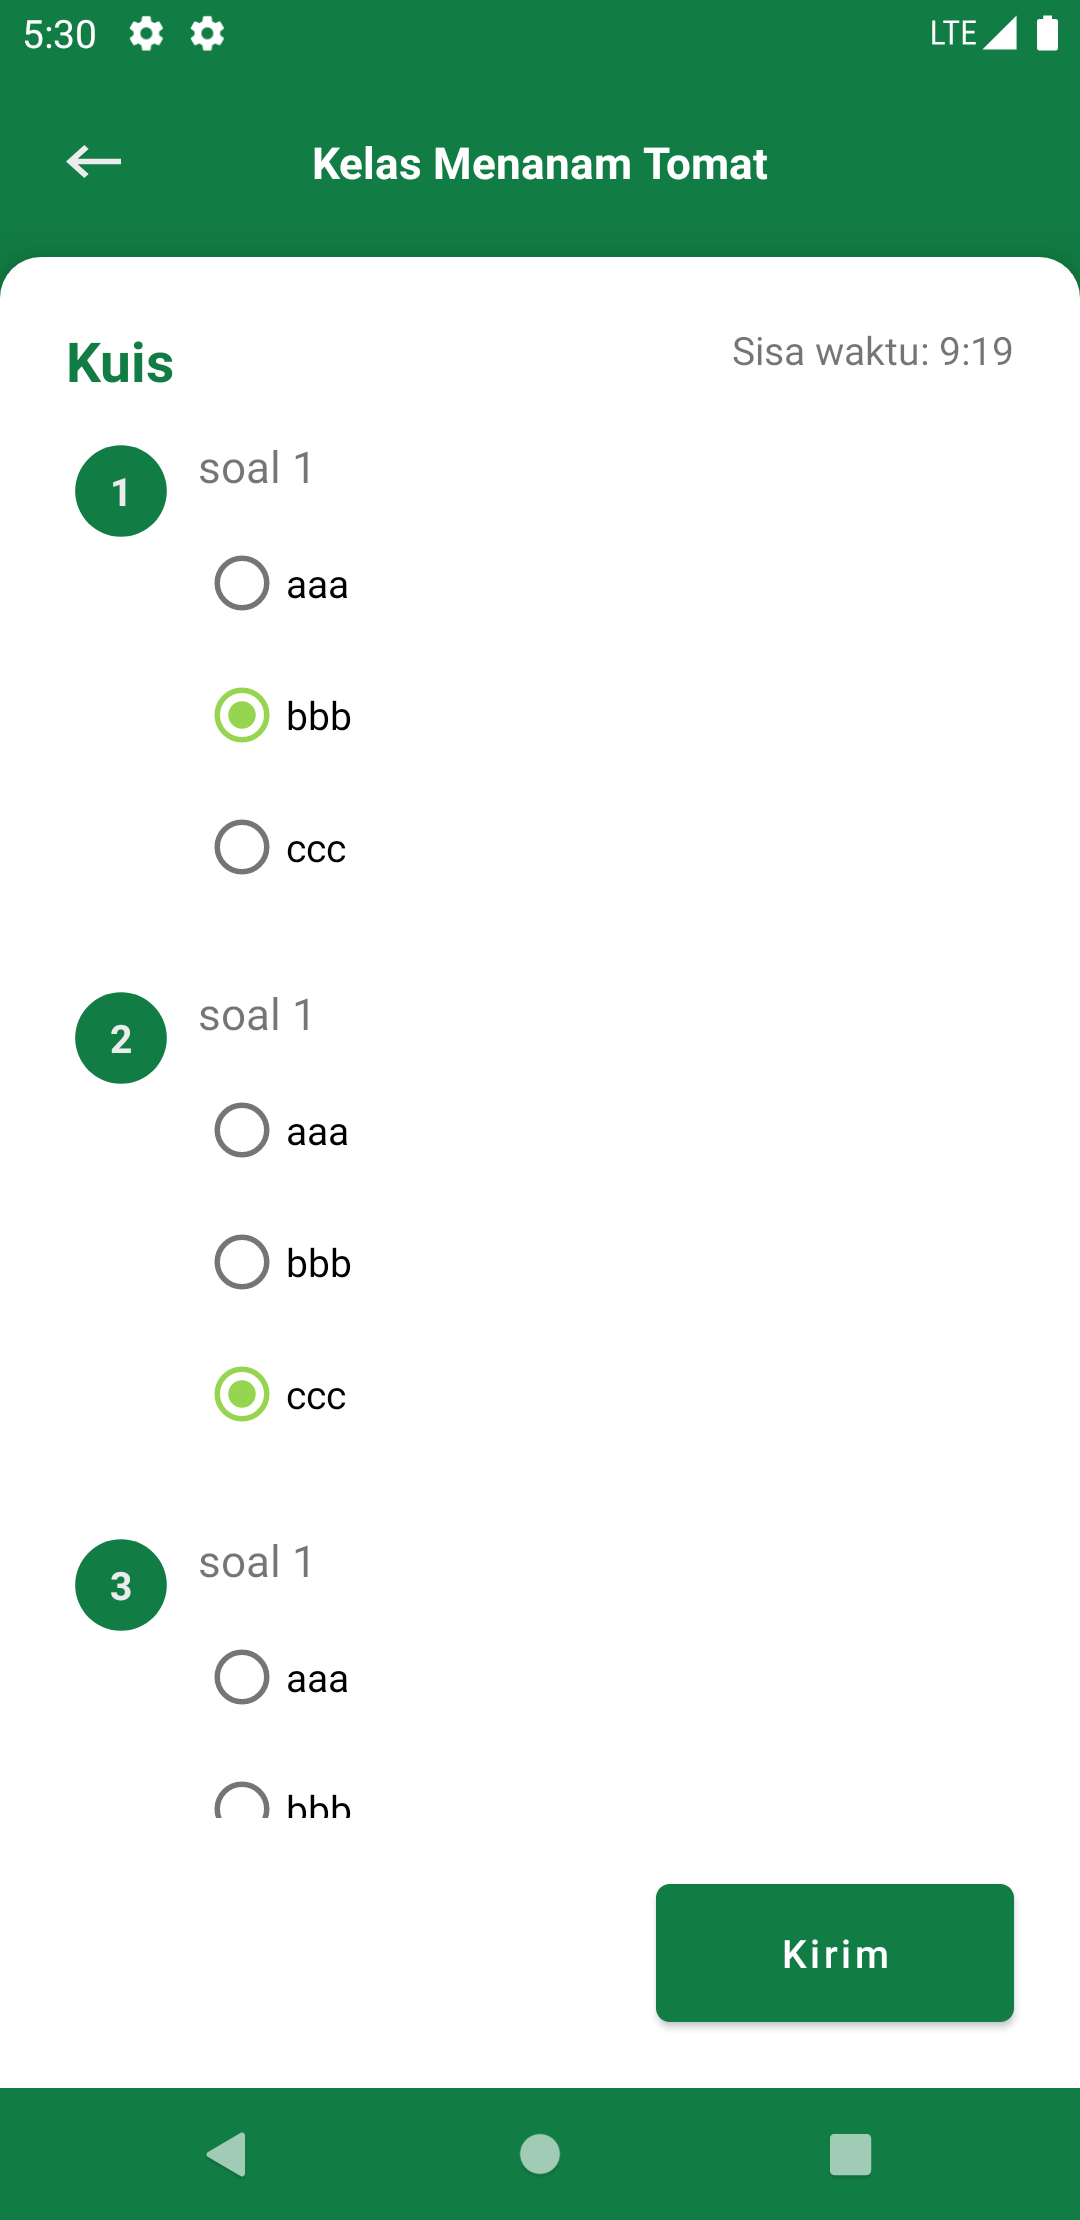 5:30 LTE
Kelas Menanam Tomat
Kuis
Sisa waktu: 9:19
1 soal 1
aaa
bbb
ccc
2 soal 1
aaa
bbb
ccc
3 soal 1
aaa
bbb
Kirim